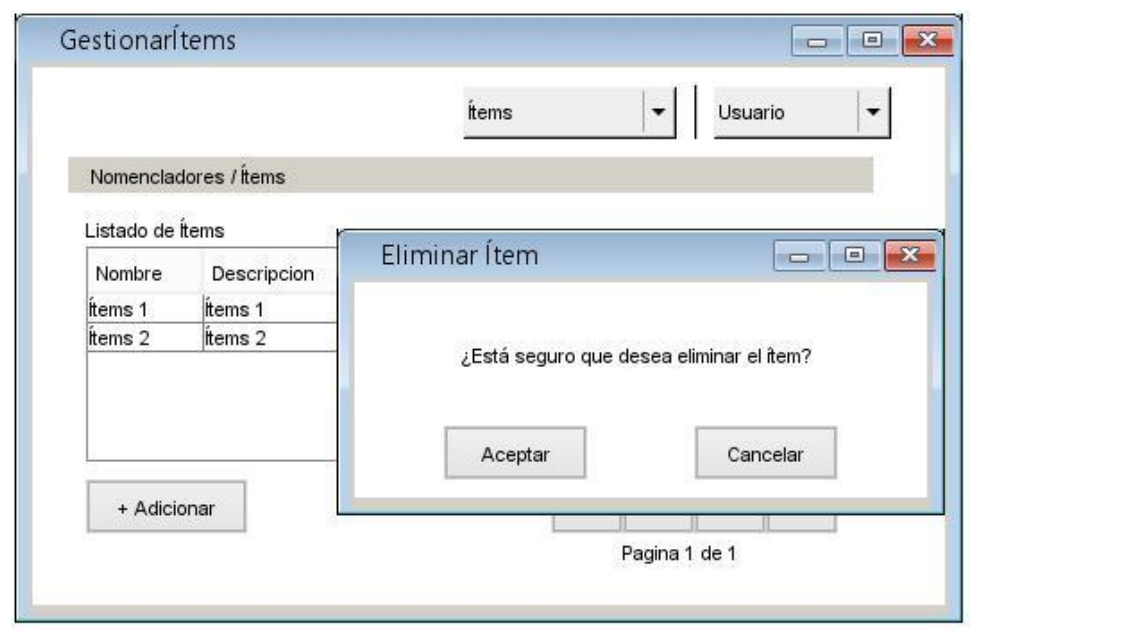 GestionarÍtems
Ítems
Usuario
Nomencladores / Ítems
Listado de Ítems
Nombre
Descripcion
Ítems 1
Ítems 1
Ítems 2
Ítems 2
Eliminar Ítem
¿Está seguro que desea eliminar el ítem?
Aceptar
Cancelar
+ Adicionar
Pagina 1 de 1